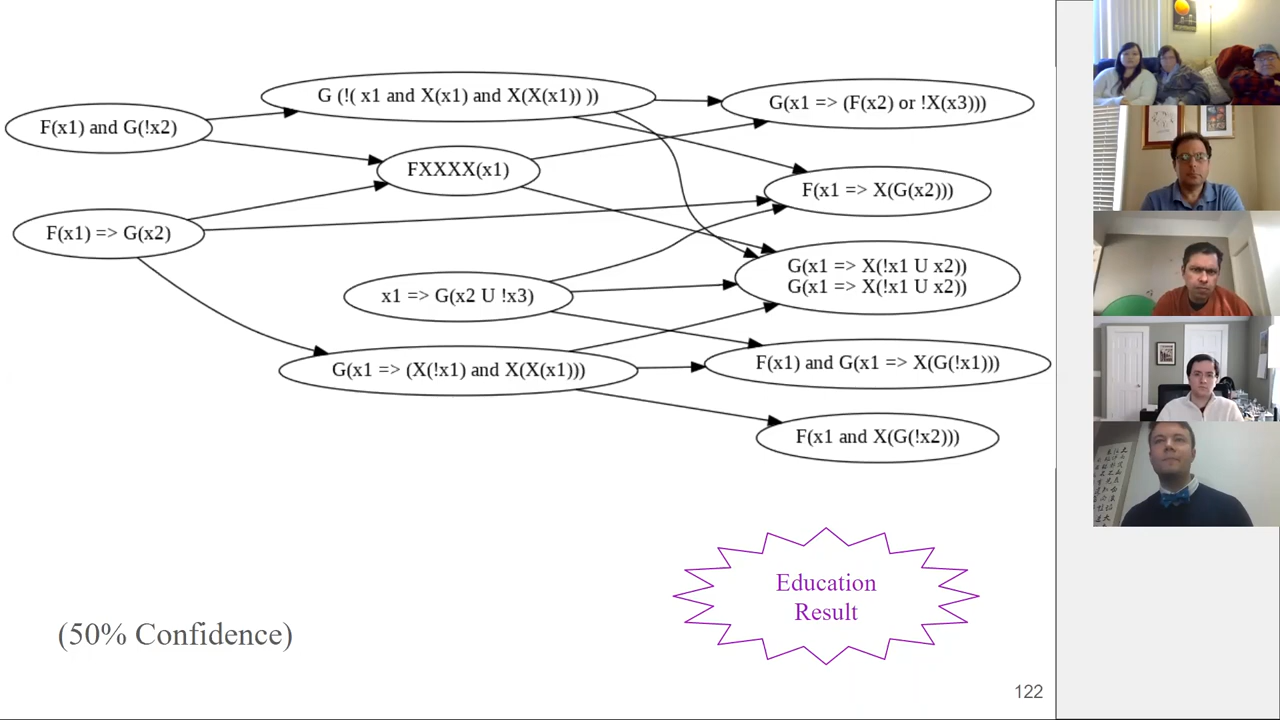 F(x1) and G(!x2)
F(x1) => G(x2)
G (!( x1 and X(x1) and X(X(x1)) ))
FXXXX(x1)
x1 => G(x2 U !x3)
G(x1 => (X(!x1) and X(X(x1)))
G(x1 => (F(x2) or !X(x3)))
F(x1 => X(G(x2)))
G(x1 => X(!x1 U x2))
G(x1 => X(!x1 U x2))
F(x1) and G(x1 => X(G(!x1)))
F(x1 and X(G(!x2)))
Education
Result
(50% Confidence)
122